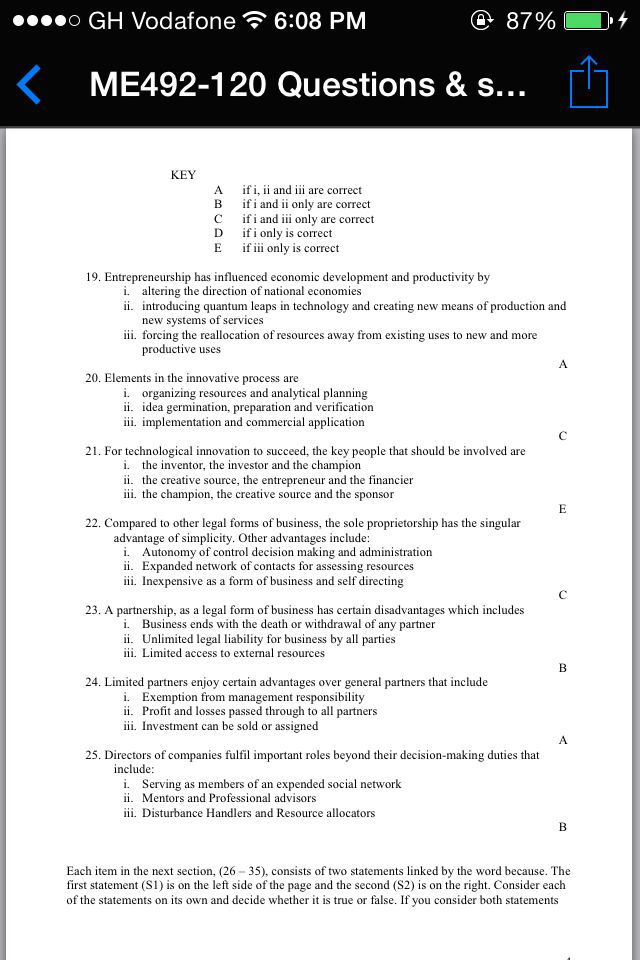 GH Vodafone 6:08 PM 87%
ME492-120 Questions & s...
KEY
A if i, ii and iii are correct
B if i and ii only are correct
C if i and iii only are correct
D if i only is correct
E if iii only is correct
19. Entrepreneurship has influenced economic development and productivity by
i. altering the direction of national economies
ii. introducing quantum leaps in technology and creating new means of production and
new systems of services
iii. forcing the reallocation of resources away from existing uses to new and more
productive uses
A
20. Elements in the innovative process are
i. organizing resources and analytical planning
ii. idea germination, preparation and verification
iii. implementation and commercial application
C
21. For technological innovation to succeed, the key people that should be involved are
i. the inventor, the investor and the champion
ii. the creative source, the entrepreneur and the financier
iii. the champion, the creative source and the sponsor
E
22. Compared to other legal forms of business, the sole proprietorship has the singular
advantage of simplicity. Other advantages include:
i. Autonomy of control decision making and administration
ii. Expanded network of contacts for assessing resources
iii. Inexpensive as a form of business and self directing
C
23. A partnership, as a legal form of business has certain disadvantages which includes
i. Business ends with the death or withdrawal of any partner
ii. Unlimited legal liability for business by all parties
iii. Limited access to external resources
B
24. Limited partners enjoy certain advantages over general partners that include
i. Exemption from management responsibility
ii. Profit and losses passed through to all partners
iii. Investment can be sold or assigned
A
25. Directors of companies fulfil important roles beyond their decision-making duties that
include:
i. Serving as members of an expended social network
ii. Mentors and Professional advisors
iii. Disturbance Handlers and Resource allocators
B
Each item in the next section, (26 – 35), consists of two statements linked by the word because. The
first statement (S1) is on the left side of the page and the second (S2) is on the right. Consider each
of the statements on its own and decide whether it is true or false. If you consider both statements